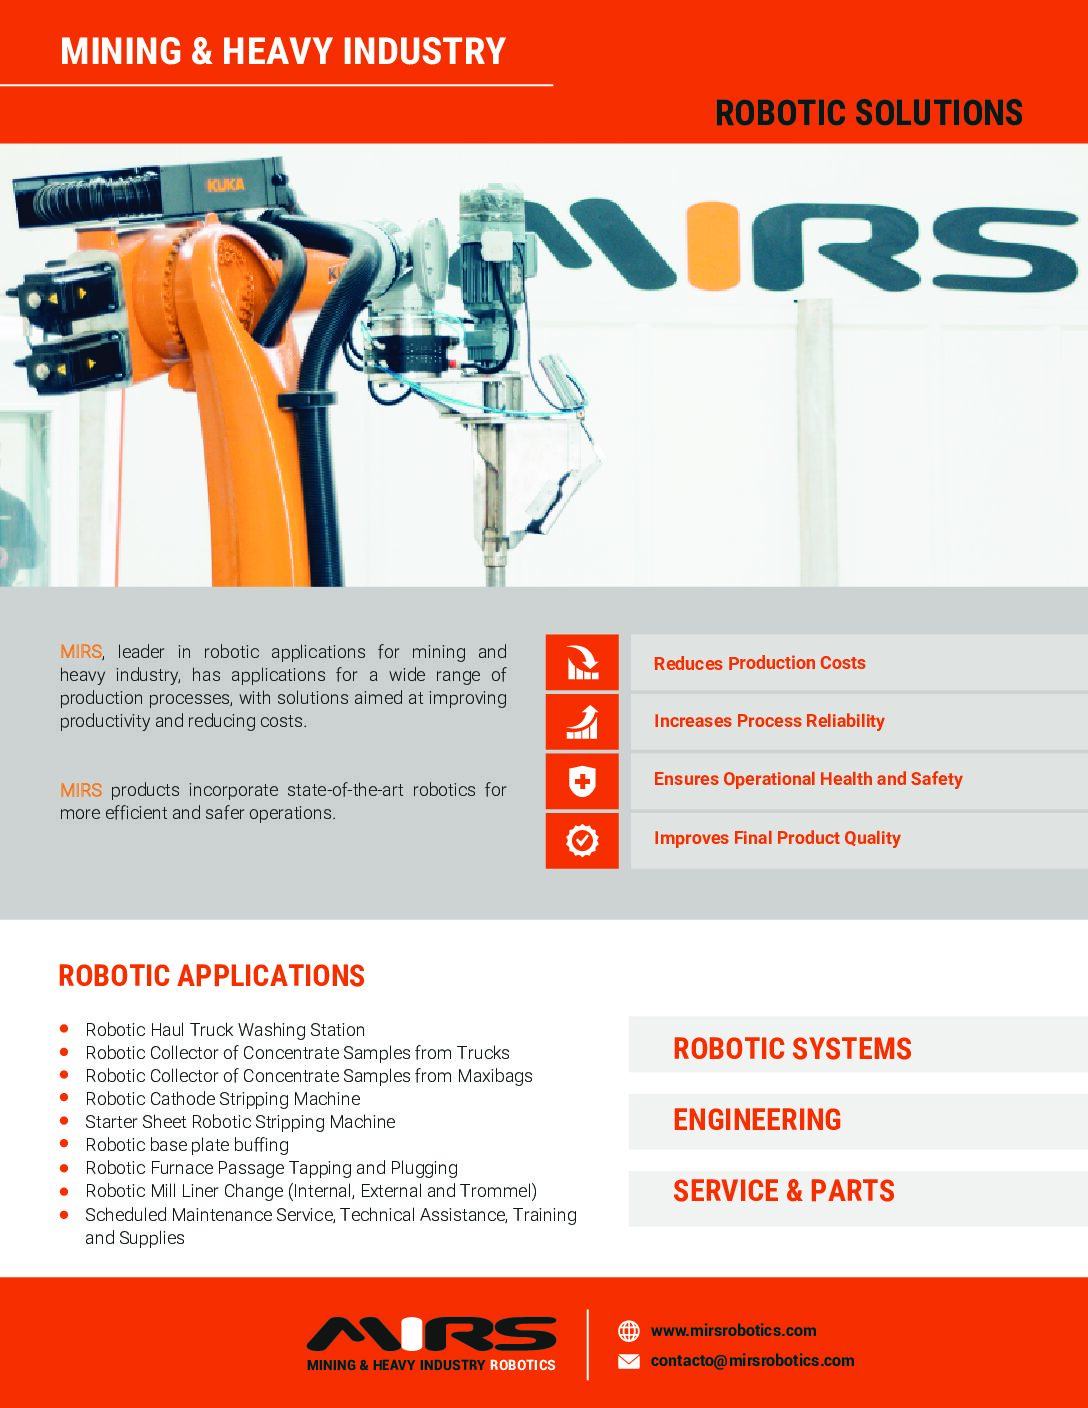 MINING & HEAVY INDUSTRY
ROBOTIC SOLUTIONS
KUKA
MIRS
MIRS, leader in robotic applications for mining and
heavy industry, has applications for a wide range of
production processes, with solutions aimed at improving
productivity and reducing costs.
MIRS products incorporate state-of-the-art robotics for
more efficient and safer operations.
Reduces Production Costs
Increases Process Reliability
Ensures Operational Health and Safety
Improves Final Product Quality
ROBOTIC APPLICATIONS
Robotic Haul Truck Washing Station
Robotic Collector of Concentrate Samples from Trucks
Robotic Collector of Concentrate Samples from Maxibags
Robotic Cathode Stripping Machine
Starter Sheet Robotic Stripping Machine
Robotic base plate buffing
Robotic Furnace Passage Tapping and Plugging
Robotic Mill Liner Change (Internal, External and Trommel)
Scheduled Maintenance Service, Technical Assistance, Training
and Supplies
ROBOTIC SYSTEMS
ENGINEERING
SERVICE & PARTS
MIRS
MINING & HEAVY INDUSTRY ROBOTICS
www.mirsrobotics.com
contacto@mirsrobotics.com